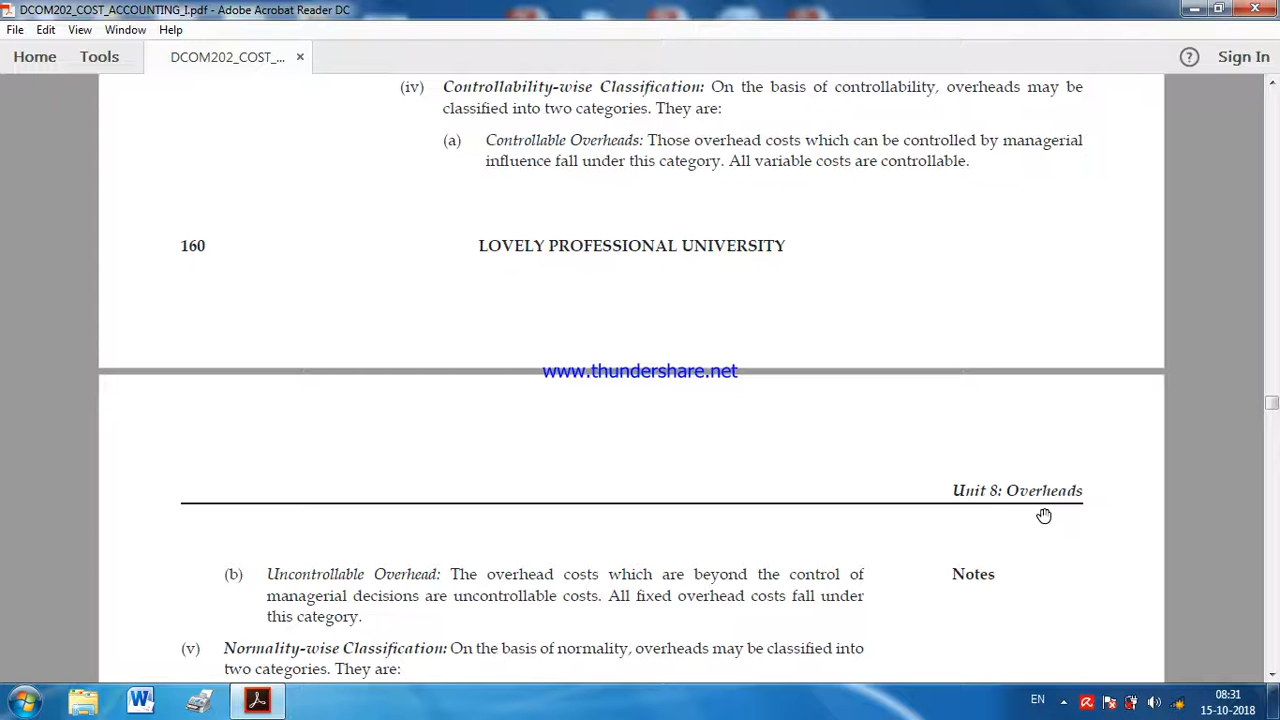 DCOM202_COST_ACCOUNTING_I.pdf - Adobe Acrobat Reader DC
File Edit View Window Help
Home Tools DCOM202_COST_... × ? Sign In
(iv) Controllability-wise Classification: On the basis of controllability, overheads may be
classified into two categories. They are:
(a) Controllable Overheads: Those overhead costs which can be controlled by managerial
influence fall under this category. All variable costs are controllable.
160 LOVELY PROFESSIONAL UNIVERSITY
www.thundershare.net
Unit 8: Overheads
(b) Uncontrollable Overhead: The overhead costs which are beyond the control of Notes
managerial decisions are uncontrollable costs. All fixed overhead costs fall under
this category.
(v) Normality-wise Classification: On the basis of normality, overheads may be classified into
two categories. They are:
EN 08:31
15-10-2018